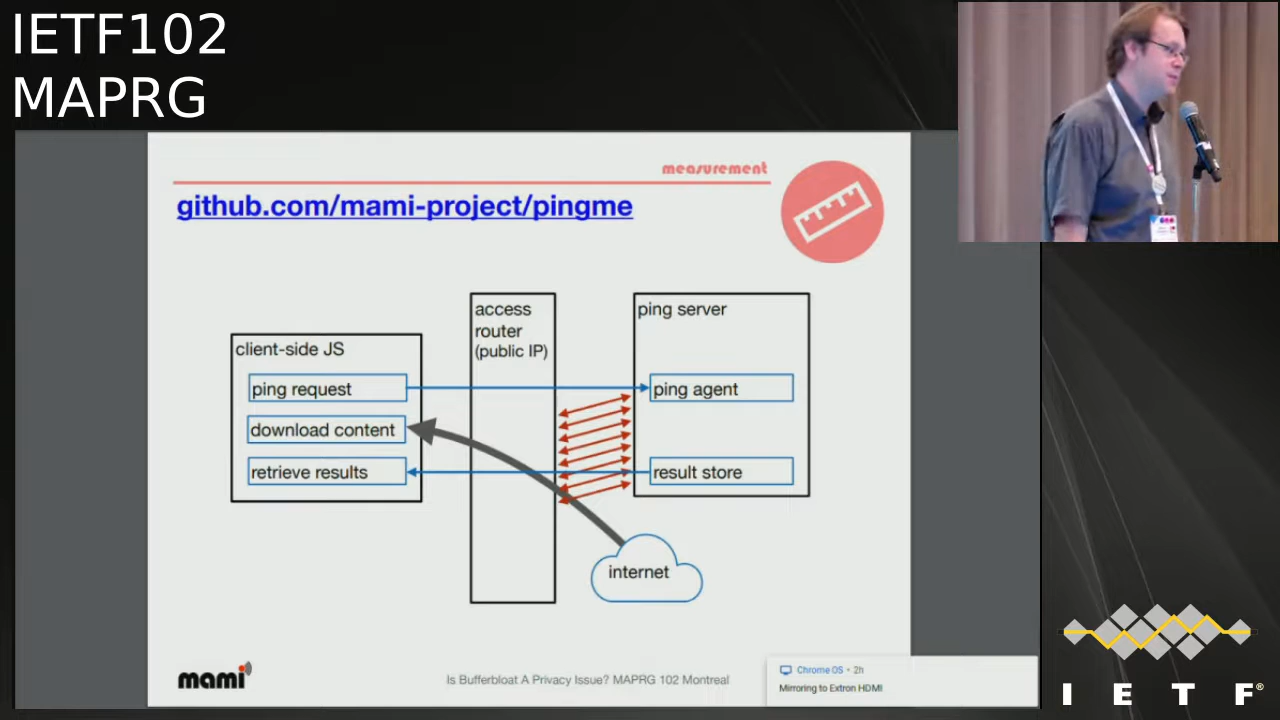 IETF102
MAPRG
measurement
github.com/mami-project/pingme
access
router
(public IP)
ping server
client-side JS
ping request
ping agent
download content
retrieve results
result store
internet
mami
Is Bufferbloat A Privacy Issue? MAPRG 102 Montreal
Chrome OS • 2h
Mirroring to Extron HDMI
I E T F®